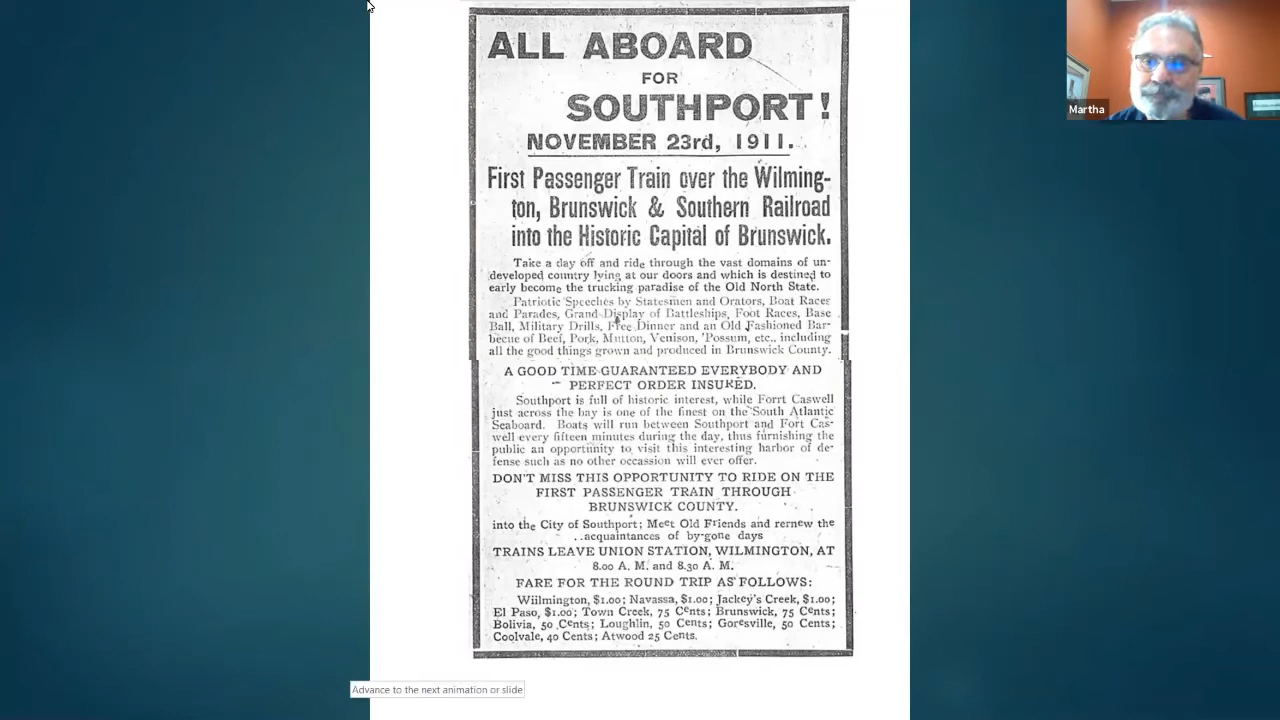 ALL ABOARD
FOR
SOUTHPORT!
NOVEMBER 23rd, 1911.
First Passenger Train over the Wilming-
ton, Brunswick & Southern Railroad
into the Historic Capital of Brunswick.
Take a day off and ride through the vast domains of un-
developed country lying at our doors and which is destined to
early become the trucking paradise of the Old North State.
Patriotic Speeches by Statesmen and Orators, Boat Races
and Parades, Grand Display of Battleships, Foot Races, Base
Ball, Military Drills, Free Dinner and an Old Fashioned Bar-
becue of Beef, Pork, Mutton, Venison, 'Possum, etc., including
all the good things grown and produced in Brunswick County.
A GOOD TIME GUARANTEED EVERYBODY AND
PERFECT ORDER INSURED.
Southport is full of historic interest, while Forrt Caswell
just across the bay is one of the finest on the South Atlantic
Seaboard. Boats will run between Southport and Fort Cas-
well every fifteen minutes during the day, thus furnishing the
public an opportunity to visit this interesting harbor of de-
fense such as no other occassion will ever offer.
DON'T MISS THIS OPPORTUNITY TO RIDE ON THE
FIRST PASSENGER TRAIN THROUGH
BRUNSWICK COUNTY.
into the City of Southport; Meet Old Friends and rernew the
..acquaintances of by-gone days
TRAINS LEAVE UNION STATION, WILMINGTON, AT
8.00 A. M. and 8.30 A. M.
FARE FOR THE ROUND TRIP AS FOLLOWS:
Wiilmington, $1.00; Navassa, $1.00; Jackey's Creek, $1.00;
El Paso, $1.00; Town Creek, 75 Cents; Brunswick, 75 Cents;
Bolivia, 50 Cents; Loughlin, 50 Cents; Goresville, 50 Cents;
Coolvale, 40 Cents; Atwood 25 Cents.
Martha
Advance to the next animation or slide